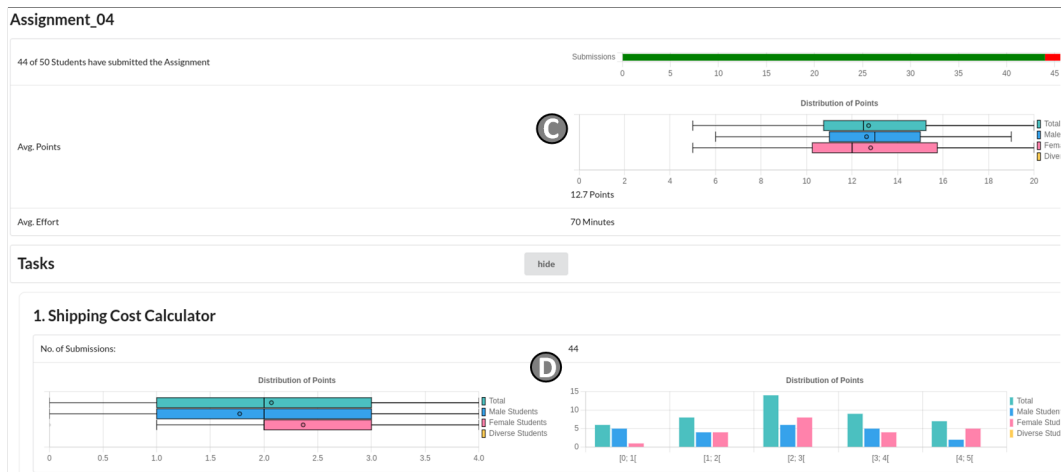 Assignment_04
44 of 50 Students have submitted the Assignment
Submissions
0 5 10 15 20 25 30 35 40 45
Distribution of Points
C
Total
Male
Fema
Dive
Avg. Points
0 2 4 6 8 10 12 14 16 18 20
12.7 Points
Avg. Effort
70 Minutes
Tasks
hide
1. Shipping Cost Calculator
No. of Submissions:
44
D
Distribution of Points
Total
Male Students
Female Students
Diverse Students
0 0.5 1.0 1.5 2.0 2.5 3.0 3.5 4.0
Distribution of Points
15
10
5
0
Total
Male Studen
Female Stud
Diverse Stud
[0; 1[ [1; 2[ [2; 3[ [3; 4[ [4; 5[